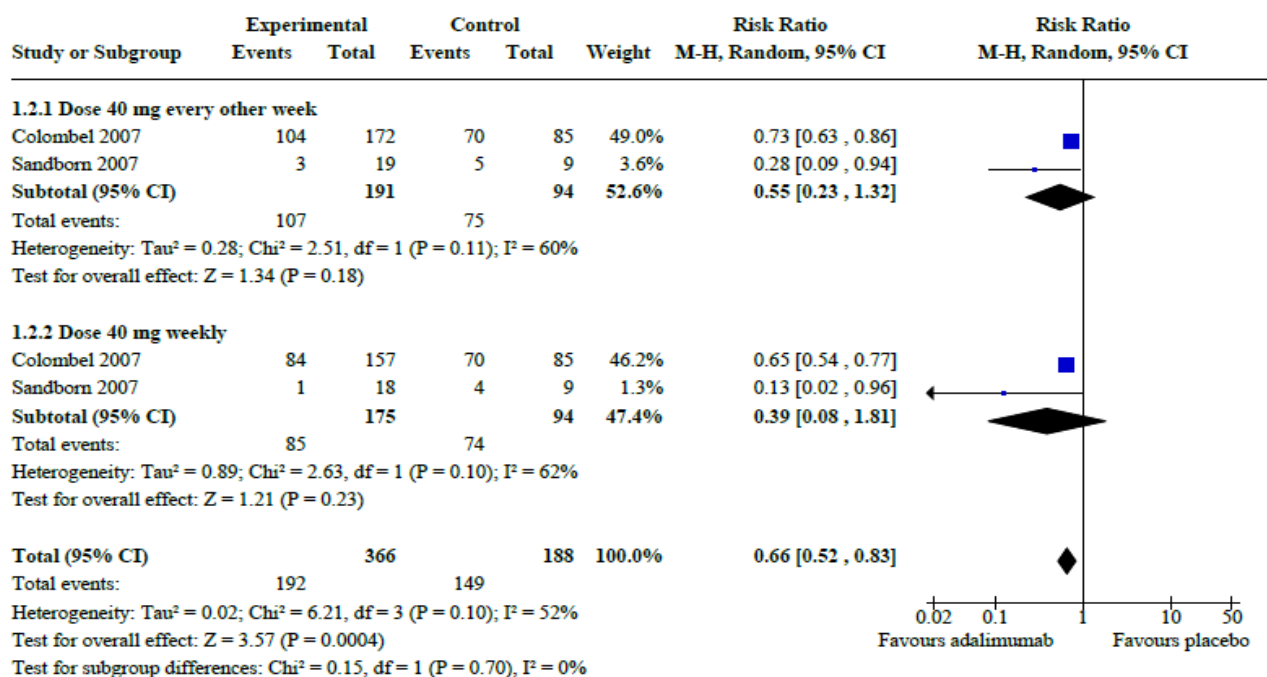 Experimental Control Risk Ratio Risk Ratio
Study or Subgroup Events Total Events Total Weight M-H, Random, 95% CI M-H, Random, 95% CI
1.2.1 Dose 40 mg every other week
Colombel 2007 104 172 70 85 49.0% 0.73 [0.63 , 0.86]
Sandborn 2007 3 19 5 9 3.6% 0.28 [0.09 , 0.94]
Subtotal (95% CI) 191 94 52.6% 0.55 [0.23 , 1.32]
Total events: 107 75
Heterogeneity: Tau² = 0.28; Chi² = 2.51, df = 1 (P = 0.11); I² = 60%
Test for overall effect: Z = 1.34 (P = 0.18)
1.2.2 Dose 40 mg weekly
Colombel 2007 84 157 70 85 46.2% 0.65 [0.54 , 0.77]
Sandborn 2007 1 18 4 9 1.3% 0.13 [0.02 , 0.96]
Subtotal (95% CI) 175 94 47.4% 0.39 [0.08 , 1.81]
Total events: 85 74
Heterogeneity: Tau² = 0.89; Chi² = 2.63, df = 1 (P = 0.10); I² = 62%
Test for overall effect: Z = 1.21 (P = 0.23)
Total (95% CI) 366 188 100.0% 0.66 [0.52 , 0.83]
Total events: 192 149
Heterogeneity: Tau² = 0.02; Chi² = 6.21, df = 3 (P = 0.10); I² = 52%
0.02 0.1 1 10 50
Test for overall effect: Z = 3.57 (P = 0.0004)
Favours adalimumab Favours placebo
Test for subgroup differences: Chi² = 0.15, df = 1 (P = 0.70), I² = 0%